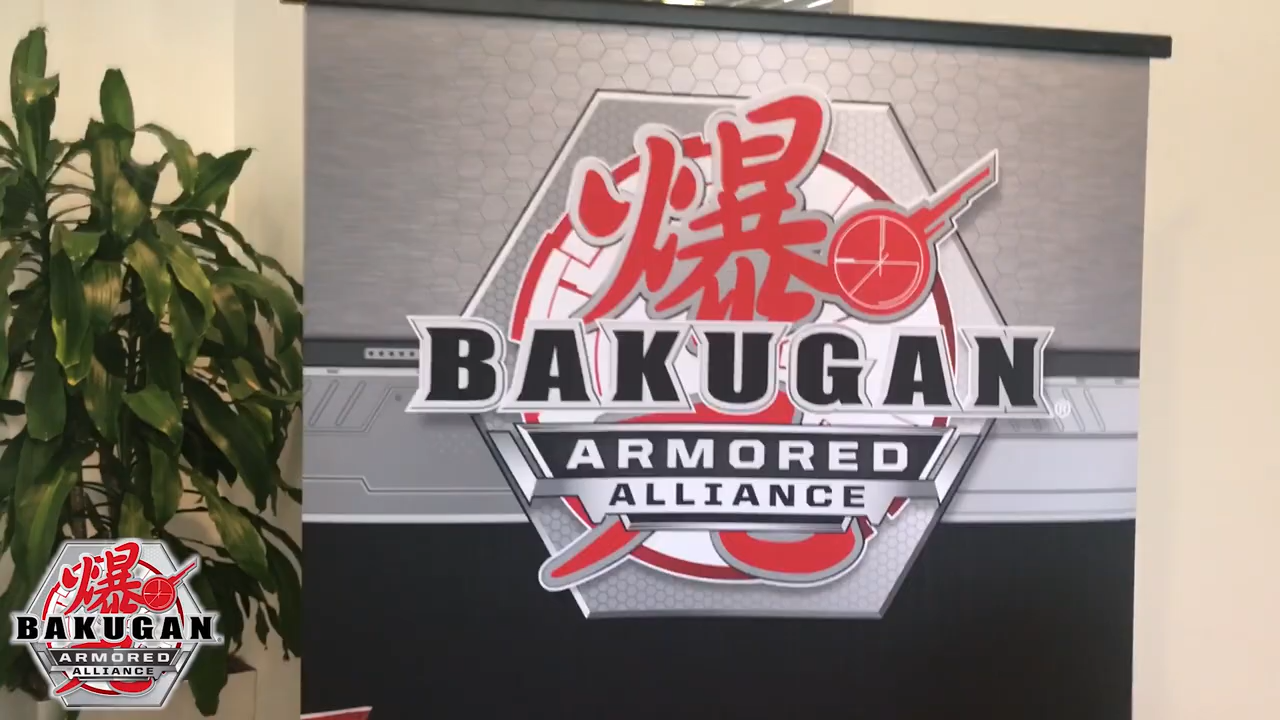 爆
BAKUGAN®
ARMORED
ALLIANCE
爆
BAKUGAN
ARMORED
ALLIANCE